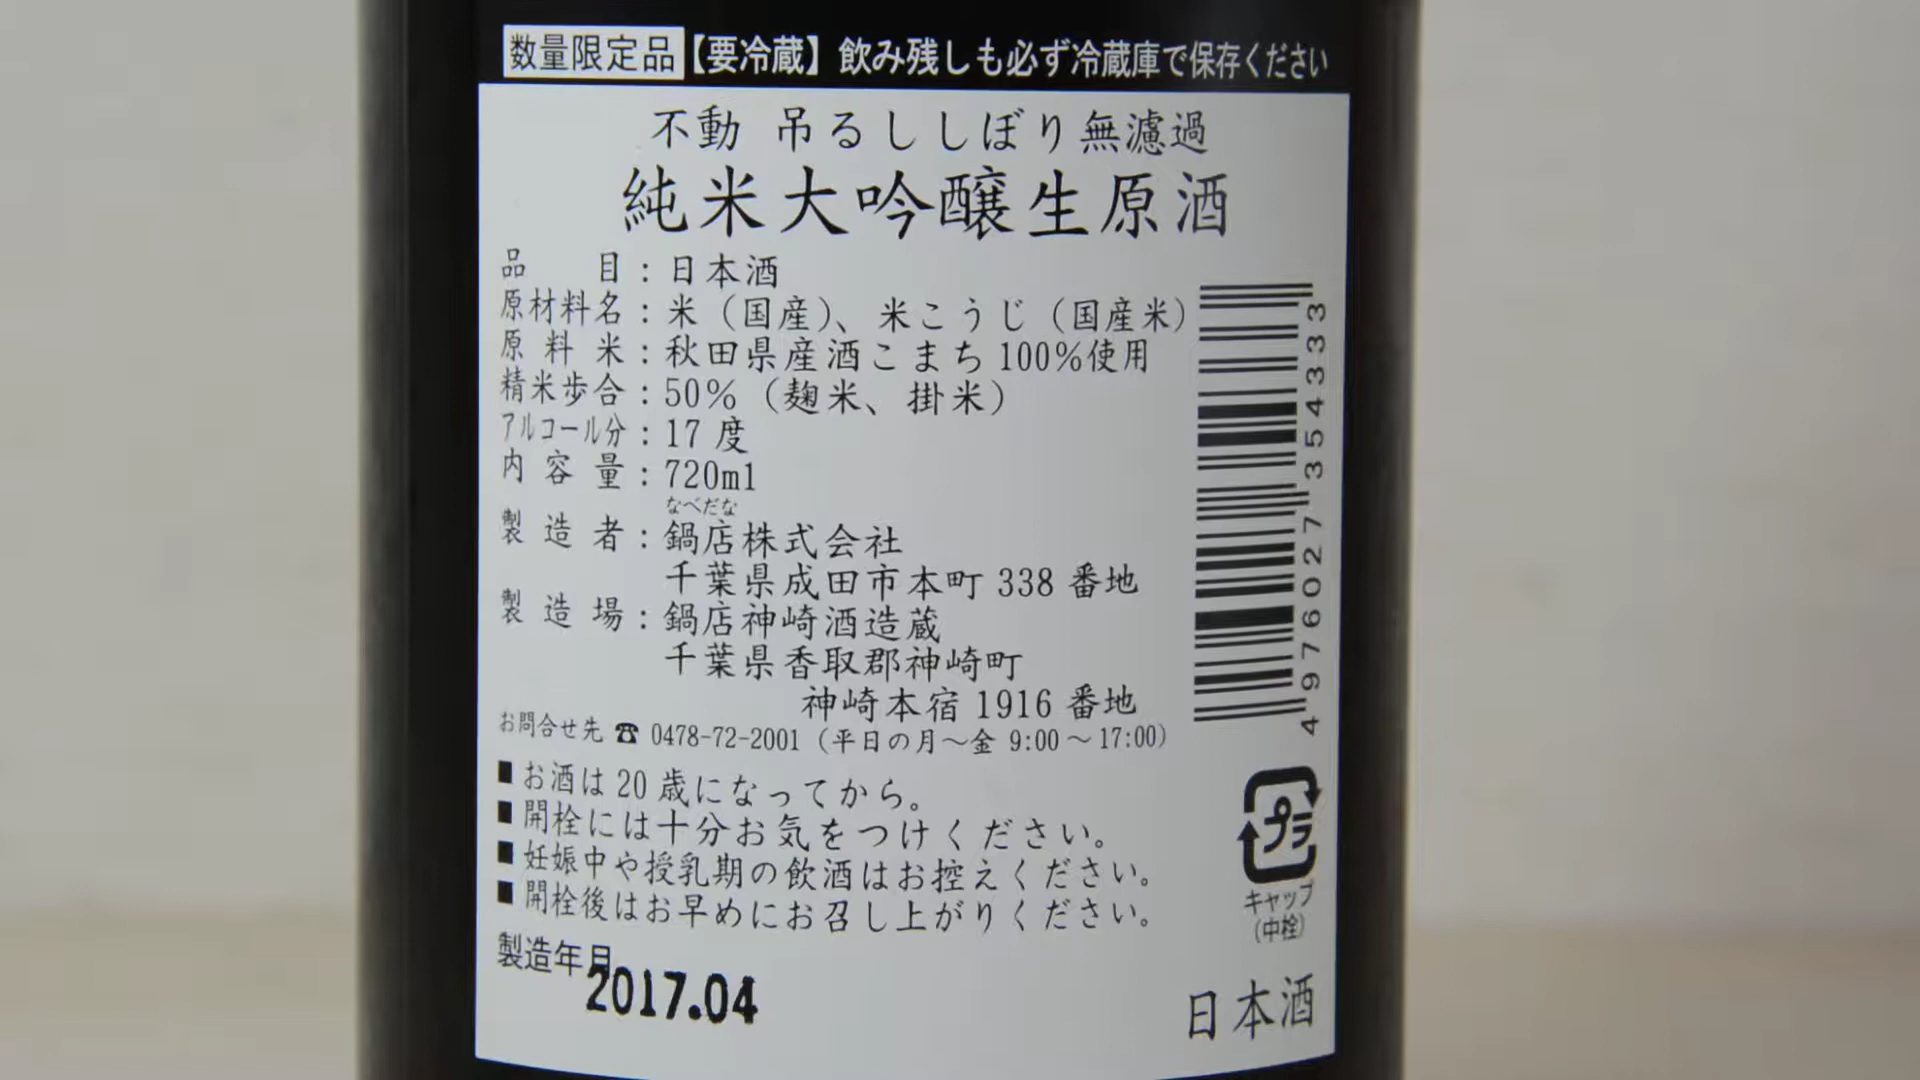 数量限定品【要冷蔵】飲み残しも必ず冷蔵庫で保存ください
不動 吊るししぼり無濾過
純米大吟醸生原酒
品 目：日本酒
原材料名：米（国産）、米こうじ（国産米）
原料米：秋田県産酒こまち100％使用
精米歩合：50％（麹米、掛米）
アルコール分：17度
内容量：720ml
なべだな
製造者：鍋店株式会社
千葉県成田市本町338番地
製造場：鍋店神崎酒造蔵
千葉県香取郡神崎町
神崎本宿1916番地
お問合せ先 ☎ 0478-72-2001（平日の月～金 9:00～17:00）
■お酒は20歳になってから。
■開栓には十分お気をつけください。
■妊娠中や授乳期の飲酒はお控えください。
■開栓後はお早めにお召し上がりください。
製造年月
2017.04
4976027354333
プラ
キャップ
（中栓）
日本酒